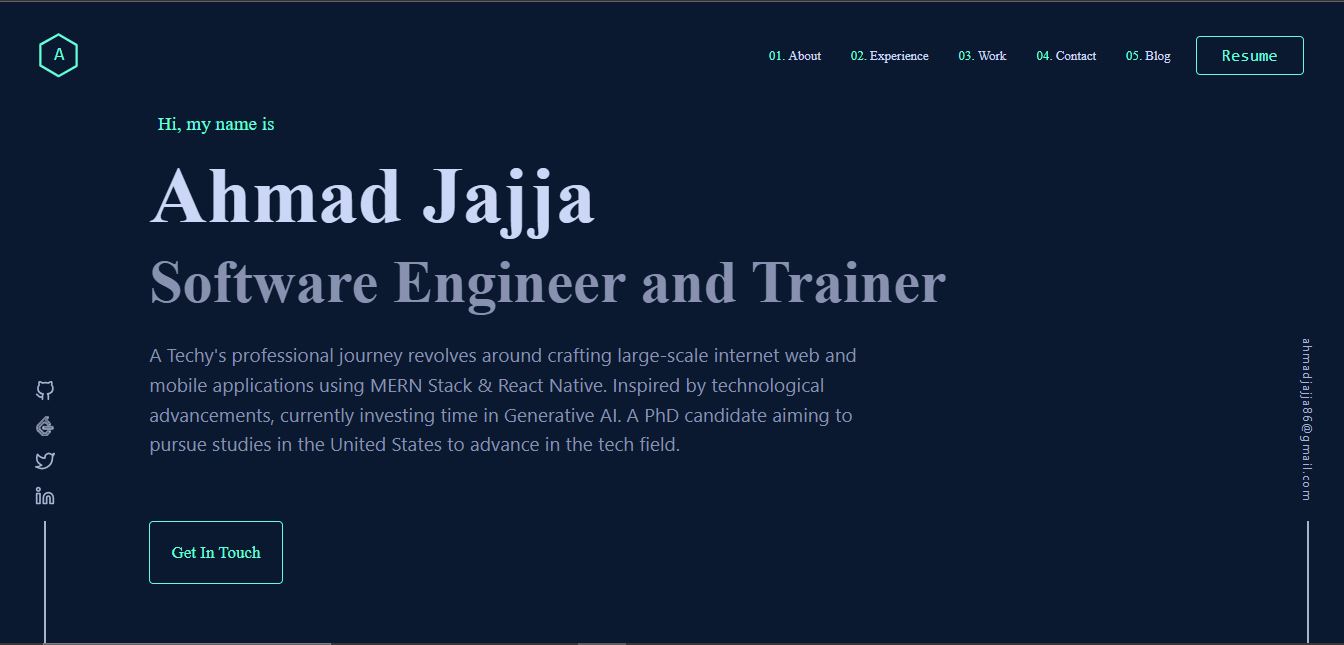 A
01. About 02. Experience 03. Work 04. Contact 05. Blog Resume
Hi, my name is
Ahmad Jajja
Software Engineer and Trainer
A Techy's professional journey revolves around crafting large-scale internet web and
mobile applications using MERN Stack & React Native. Inspired by technological
advancements, currently investing time in Generative AI. A PhD candidate aiming to
pursue studies in the United States to advance in the tech field.
Get In Touch
ahmadjajja86@gmail.com